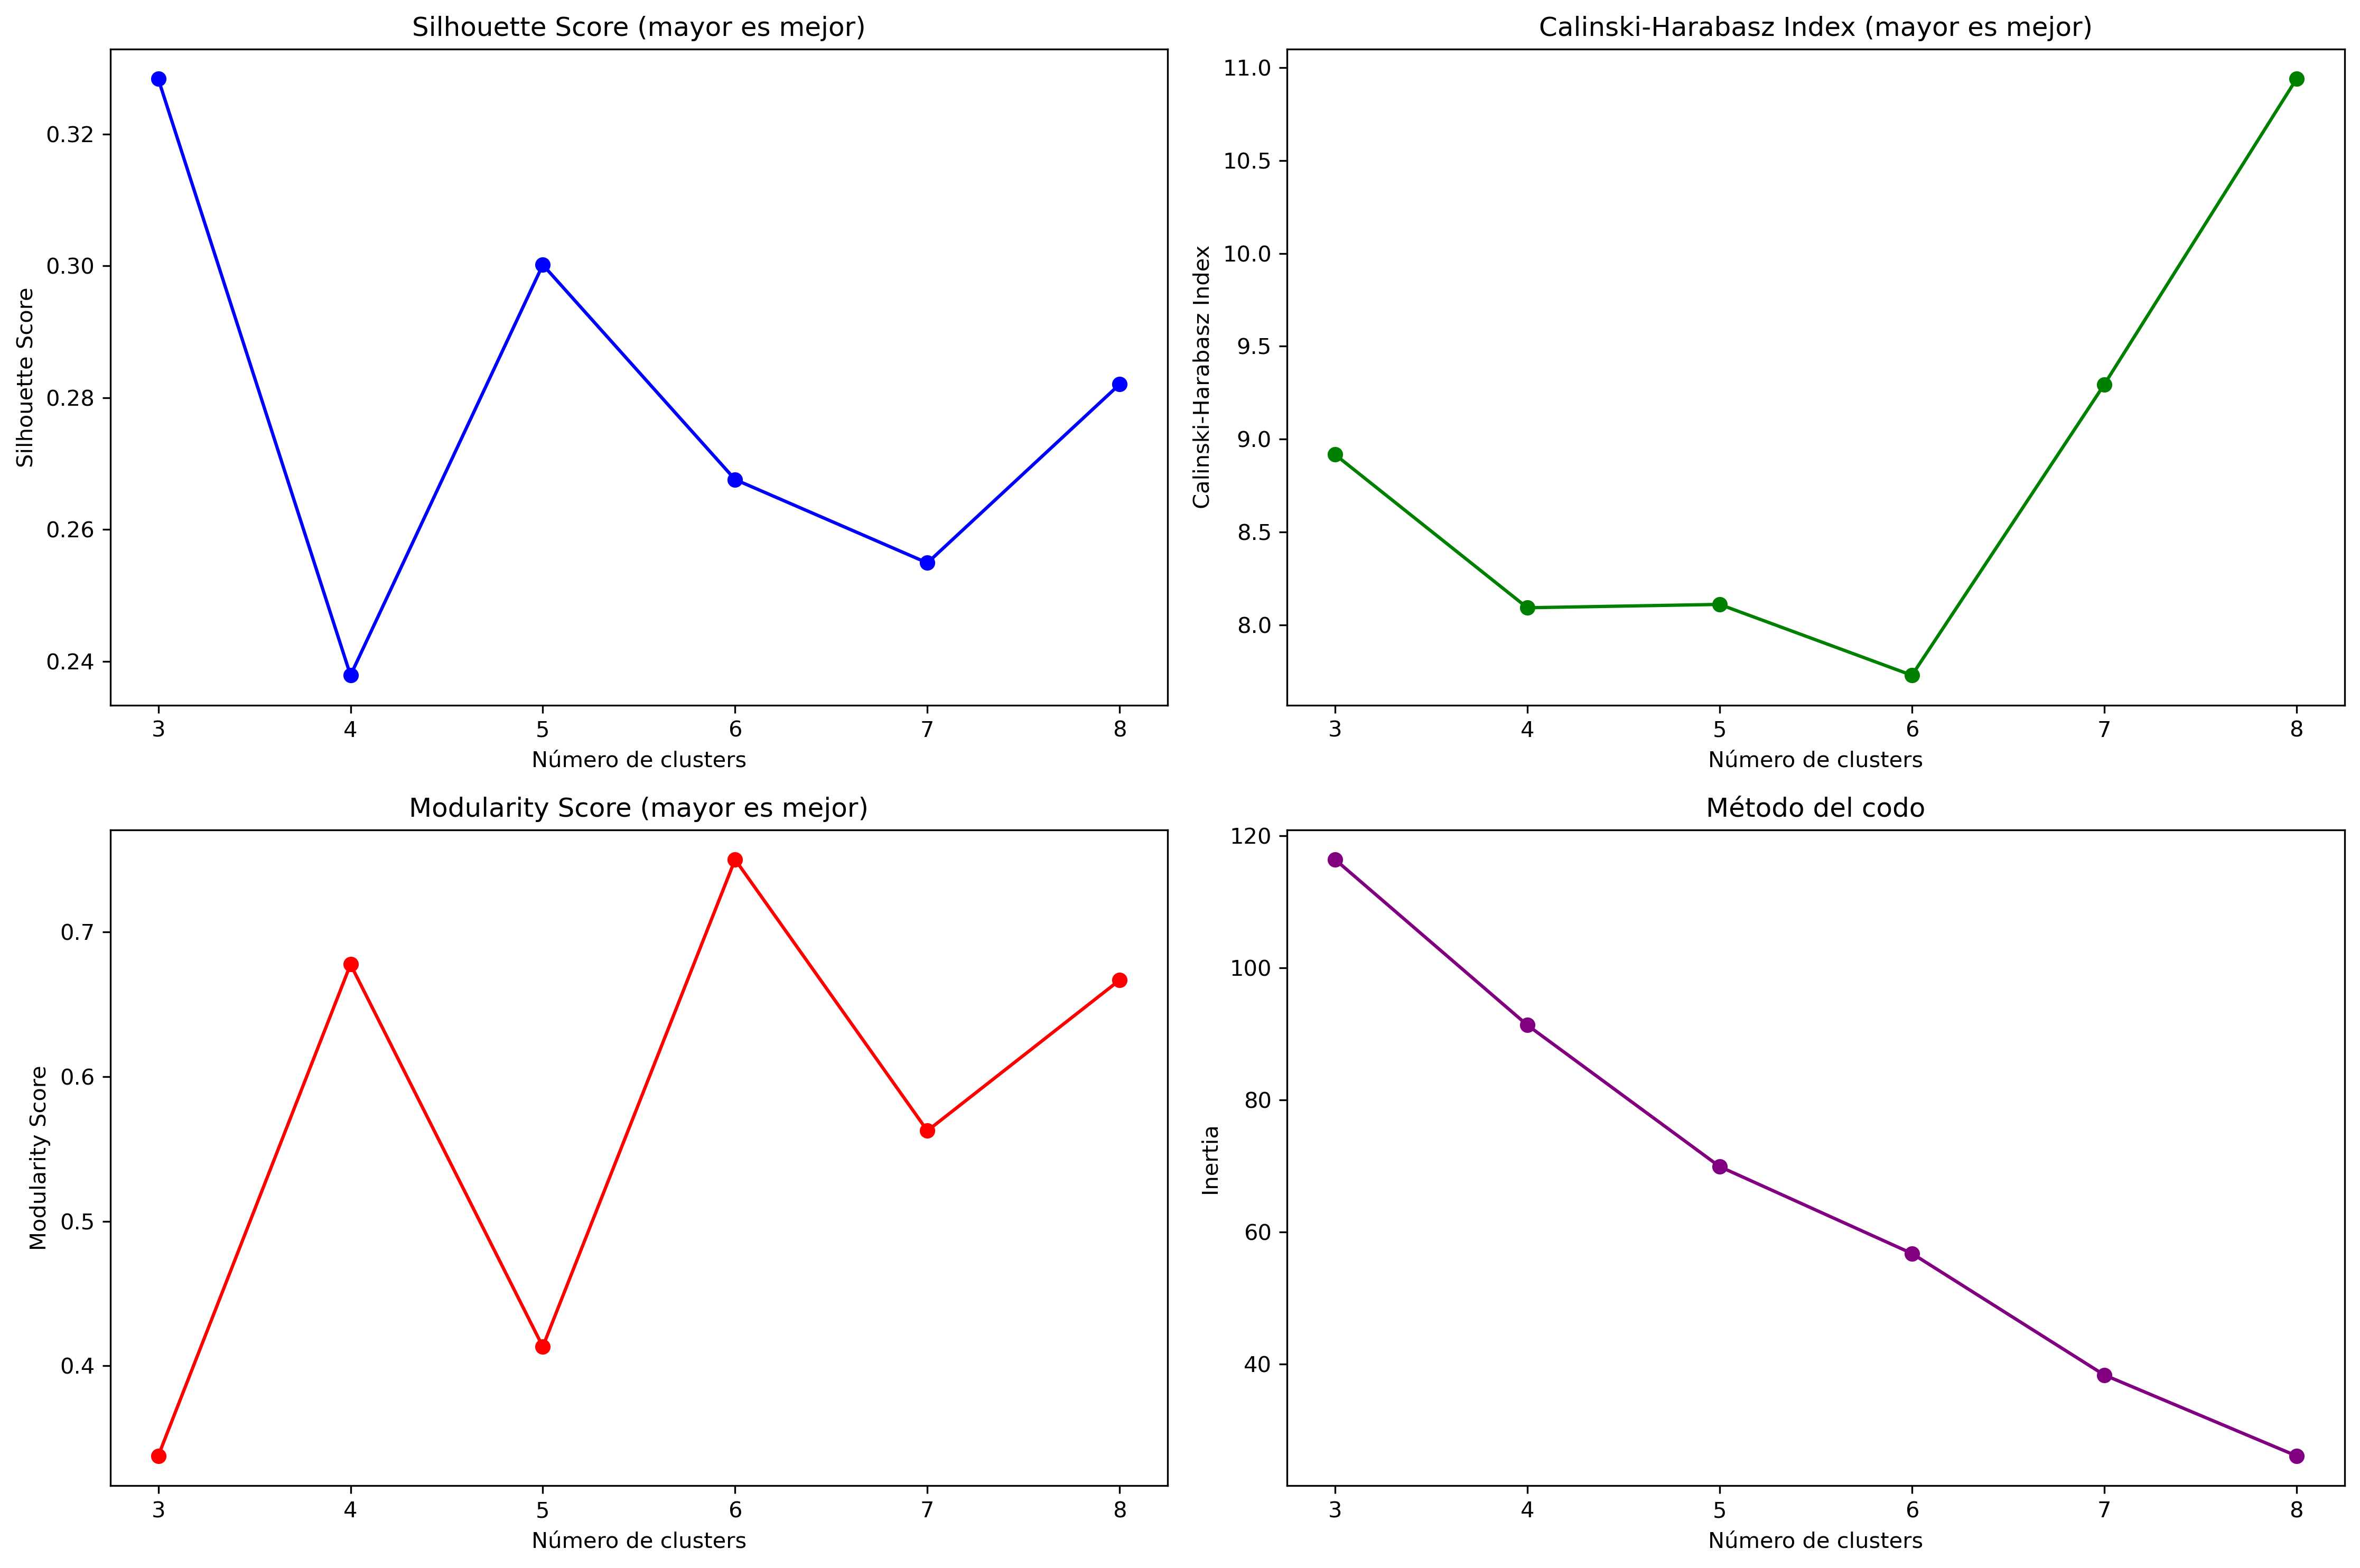 Silhouette Score (mayor es mejor)
Silhouette Score
0.32
0.30
0.28
0.26
0.24
3 4 5 6 7 8
Número de clusters
Calinski-Harabasz Index (mayor es mejor)
Calinski-Harabasz Index
11.0
10.5
10.0
9.5
9.0
8.5
8.0
3 4 5 6 7 8
Número de clusters
Modularity Score (mayor es mejor)
Modularity Score
0.7
0.6
0.5
0.4
3 4 5 6 7 8
Número de clusters
Método del codo
Inertia
120
100
80
60
40
3 4 5 6 7 8
Número de clusters